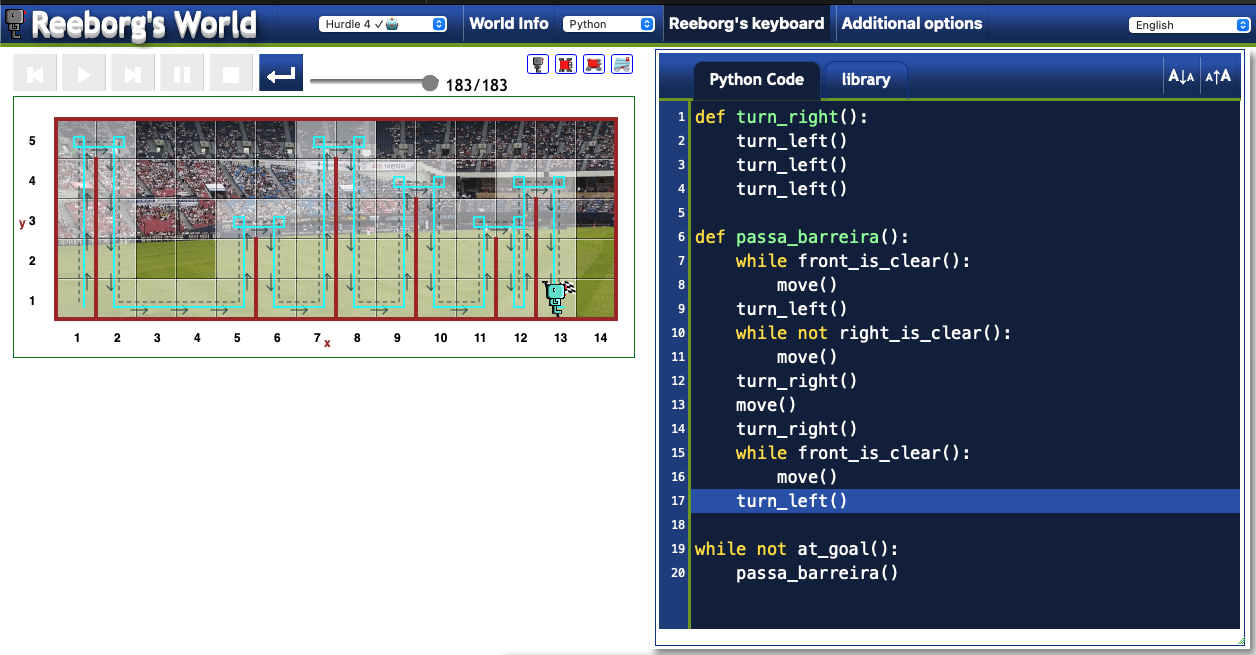 Reeborg's World
Hurdle 4 ✓
World Info
Python
Reeborg's keyboard
Additional options
English
183/183
Python Code
library
A↓A
A↑A
5
4
y 3
2
1
1 2 3 4 5 6 7 x 8 9 10 11 12 13 14
1 def turn_right():
2 turn_left()
3 turn_left()
4 turn_left()
5
6 def passa_barreira():
7 while front_is_clear():
8 move()
9 turn_left()
10 while not right_is_clear():
11 move()
12 turn_right()
13 move()
14 turn_right()
15 while front_is_clear():
16 move()
17 turn_left()
18
19 while not at_goal():
20 passa_barreira()